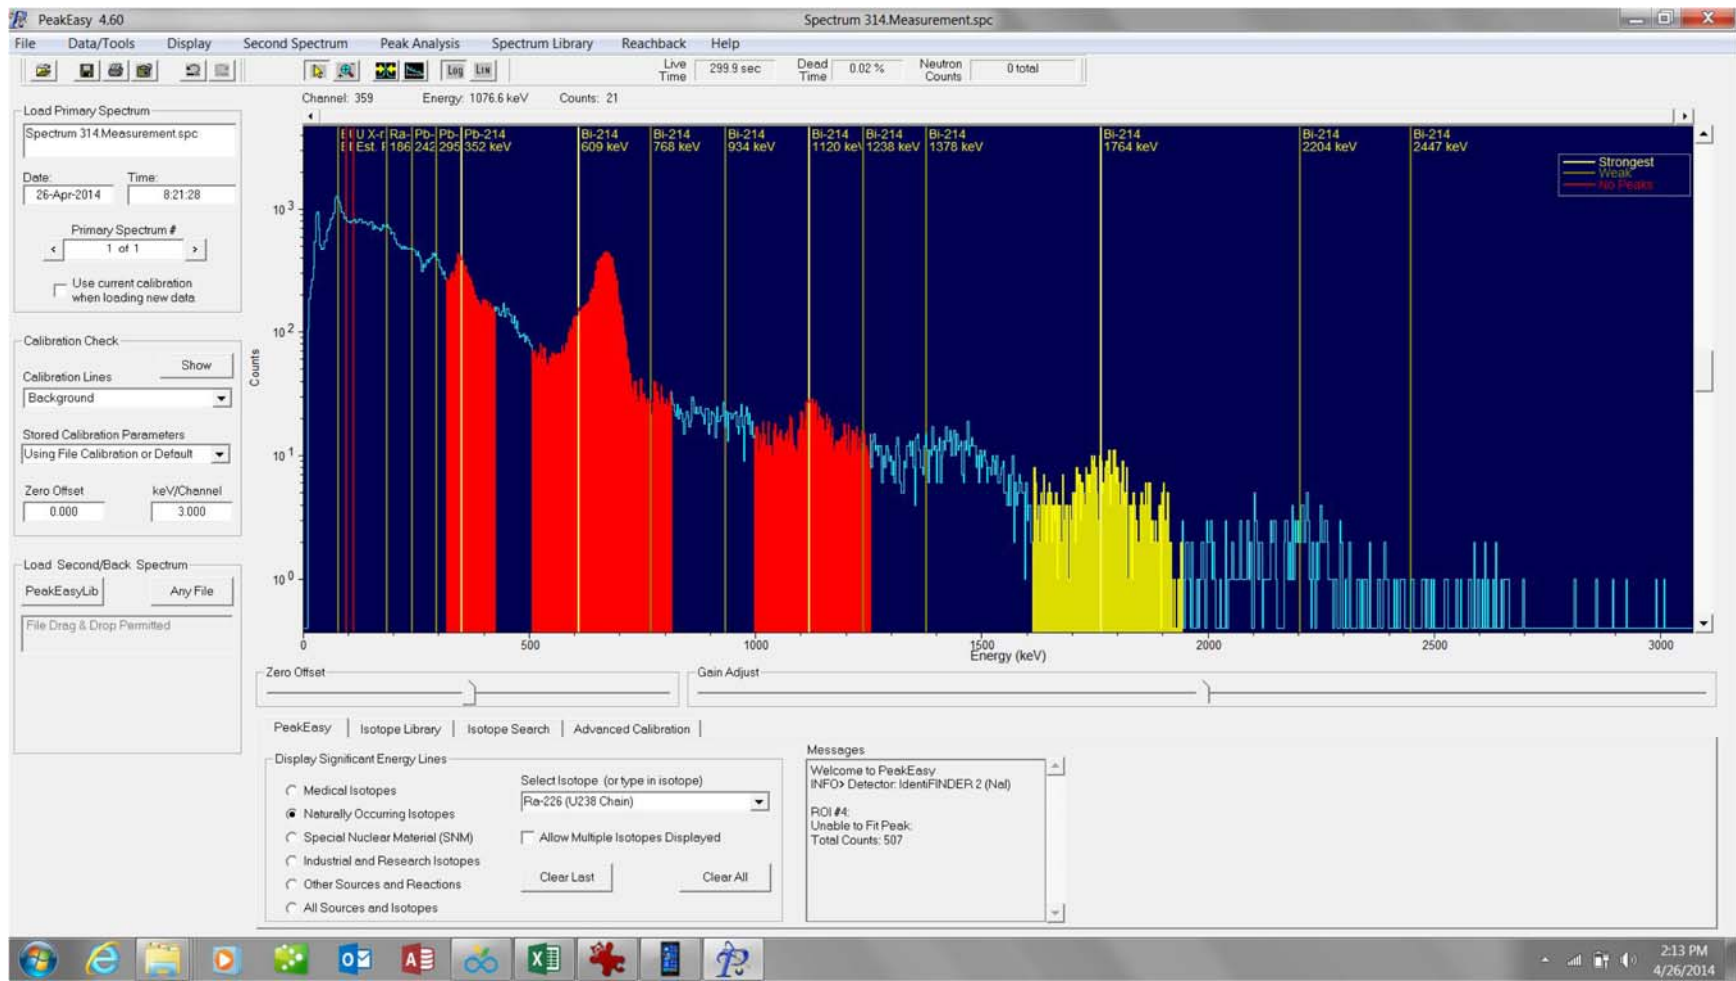 PeakEasy 4.60
Spectrum 314.Measurement.spc
File Data/Tools Display Second Spectrum Peak Analysis Spectrum Library Reachback Help
Log LIN
Live Time 299.9 sec Dead Time 0.02 % Neutron Counts 0 total
Channel: 359 Energy: 1076.6 keV Counts: 21
Load Primary Spectrum
Spectrum 314.Measurement.spc
Date: Time:
26-Apr-2014 8:21:28
Primary Spectrum #
< 1 of 1 >
Use current calibration
when loading new data
Calibration Check
Show
Calibration Lines
Background
Stored Calibration Parameters
Using File Calibration or Default
Zero Offset keV/Channel
0.000 3.000
Load Second/Back Spectrum
PeakEasyLib Any File
File Drag & Drop Permitted
U X-r Ra- Pb- Pb- Pb-214 Bi-214 Bi-214 Bi-214 Bi-214 Bi-214 Bi-214 Bi-214 Bi-214 Bi-214
Est. 186 242 295 352 keV 609 keV 768 keV 934 keV 1120 keV 1238 keV 1378 keV 1764 keV 2204 keV 2447 keV
Strongest
Weak
No Peaks
10 3
10 2
10 1
10 0
Counts
0 500 1000 1500 2000 2500 3000
Energy (keV)
Zero Offset
Gain Adjust
PeakEasy Isotope Library Isotope Search Advanced Calibration
Display Significant Energy Lines
Medical Isotopes
Naturally Occurring Isotopes
Special Nuclear Material (SNM)
Industrial and Research Isotopes
Other Sources and Reactions
All Sources and Isotopes
Select Isotope (or type in isotope)
Ra-226 (U238 Chain)
Allow Multiple Isotopes Displayed
Clear Last Clear All
Messages
Welcome to PeakEasy
INFO> Detector: IdentiFINDER 2 (NaI)
ROI #4:
Unable to Fit Peak:
Total Counts: 507
2:13 PM
4/26/2014